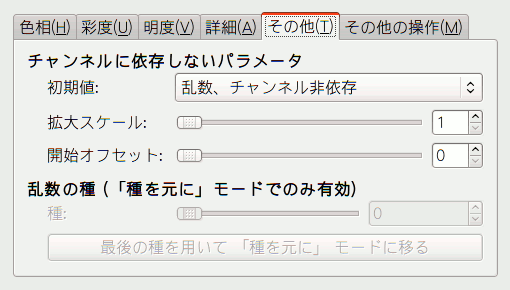 色相(H) 彩度(U) 明度(V) 詳細(A) その他(T) その他の操作(M)
チャンネルに依存しないパラメータ
初期値: 乱数、チャンネル非依存
拡大スケール: 1
開始オフセット: 0
乱数の種 (「種を元に」モードでのみ有効)
種: 0
最後の種を用いて 「種を元に」 モードに移る